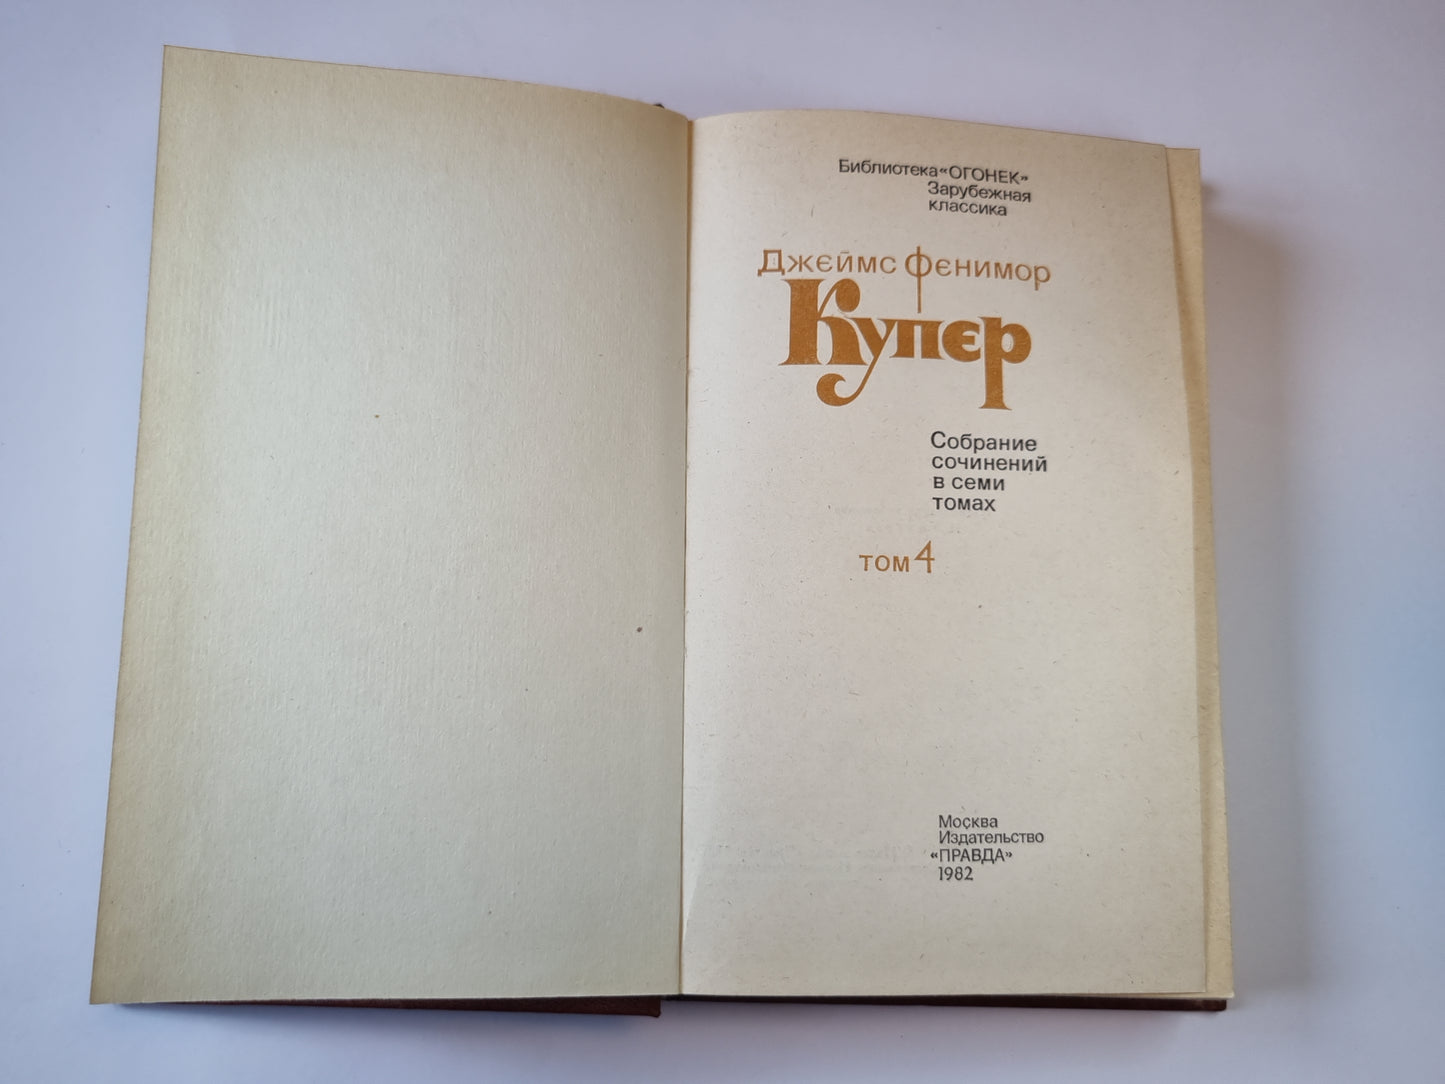 Библиотека «ОГОНЕК»
Зарубежная
классика
Джеймс Фенимор
Купер
Собрание
сочинений
в семи
томах
том 4
Москва
Издательство
«ПРАВДА»
1982